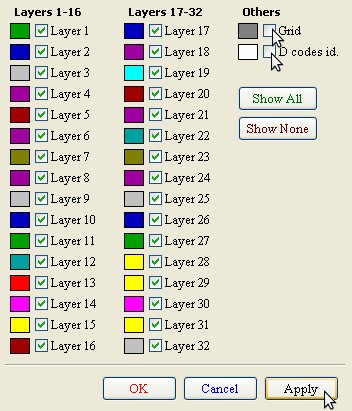 Layers 1-16 Layers 17-32 Others
Layer 1 Layer 17 Grid
Layer 2 Layer 18 D codes id.
Layer 3 Layer 19
Layer 4 Layer 20 Show All
Layer 5 Layer 21
Layer 6 Layer 22 Show None
Layer 7 Layer 23
Layer 8 Layer 24
Layer 9 Layer 25
Layer 10 Layer 26
Layer 11 Layer 27
Layer 12 Layer 28
Layer 13 Layer 29
Layer 14 Layer 30
Layer 15 Layer 31
Layer 16 Layer 32
OK Cancel Apply